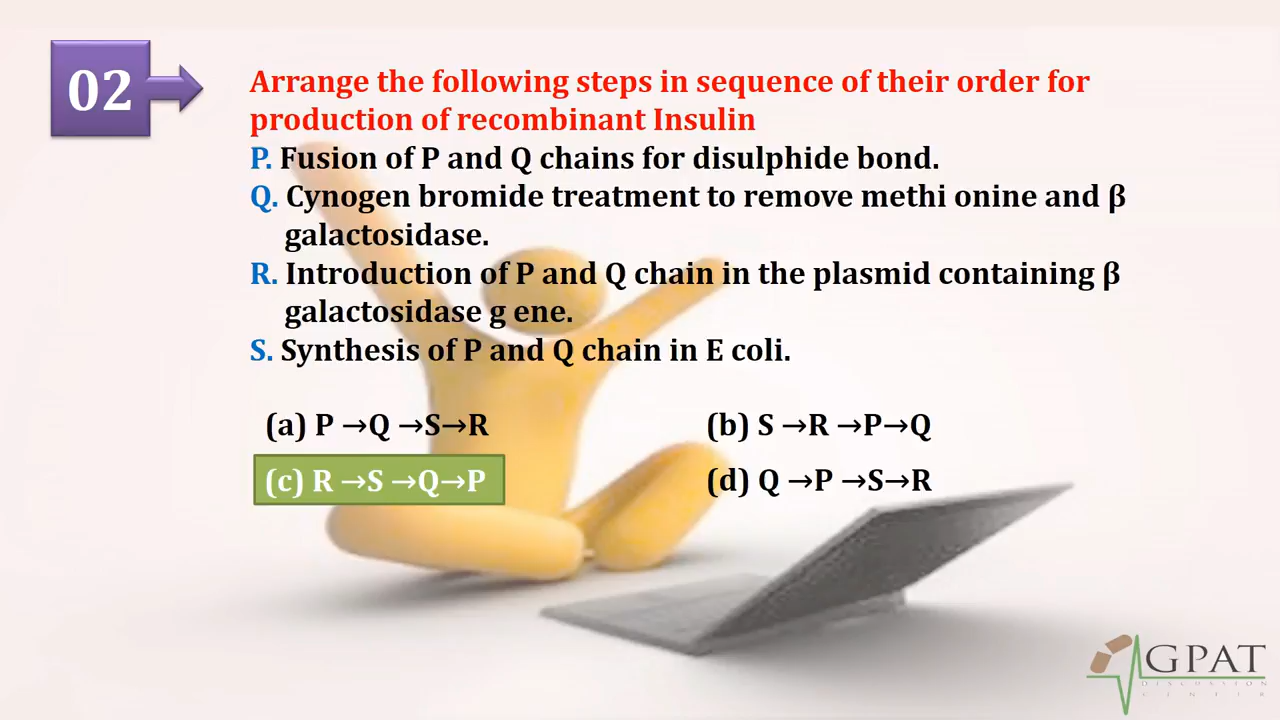 02
Arrange the following steps in sequence of their order for
production of recombinant Insulin
P. Fusion of P and Q chains for disulphide bond.
Q. Cynogen bromide treatment to remove methi onine and β
galactosidase.
R. Introduction of P and Q chain in the plasmid containing β
galactosidase g ene.
S. Synthesis of P and Q chain in E coli.
(a) P →Q →S→R
(b) S →R →P→Q
(c) R →S →Q→P
(d) Q →P →S→R
GPAT
DISCUSSION
CENTER